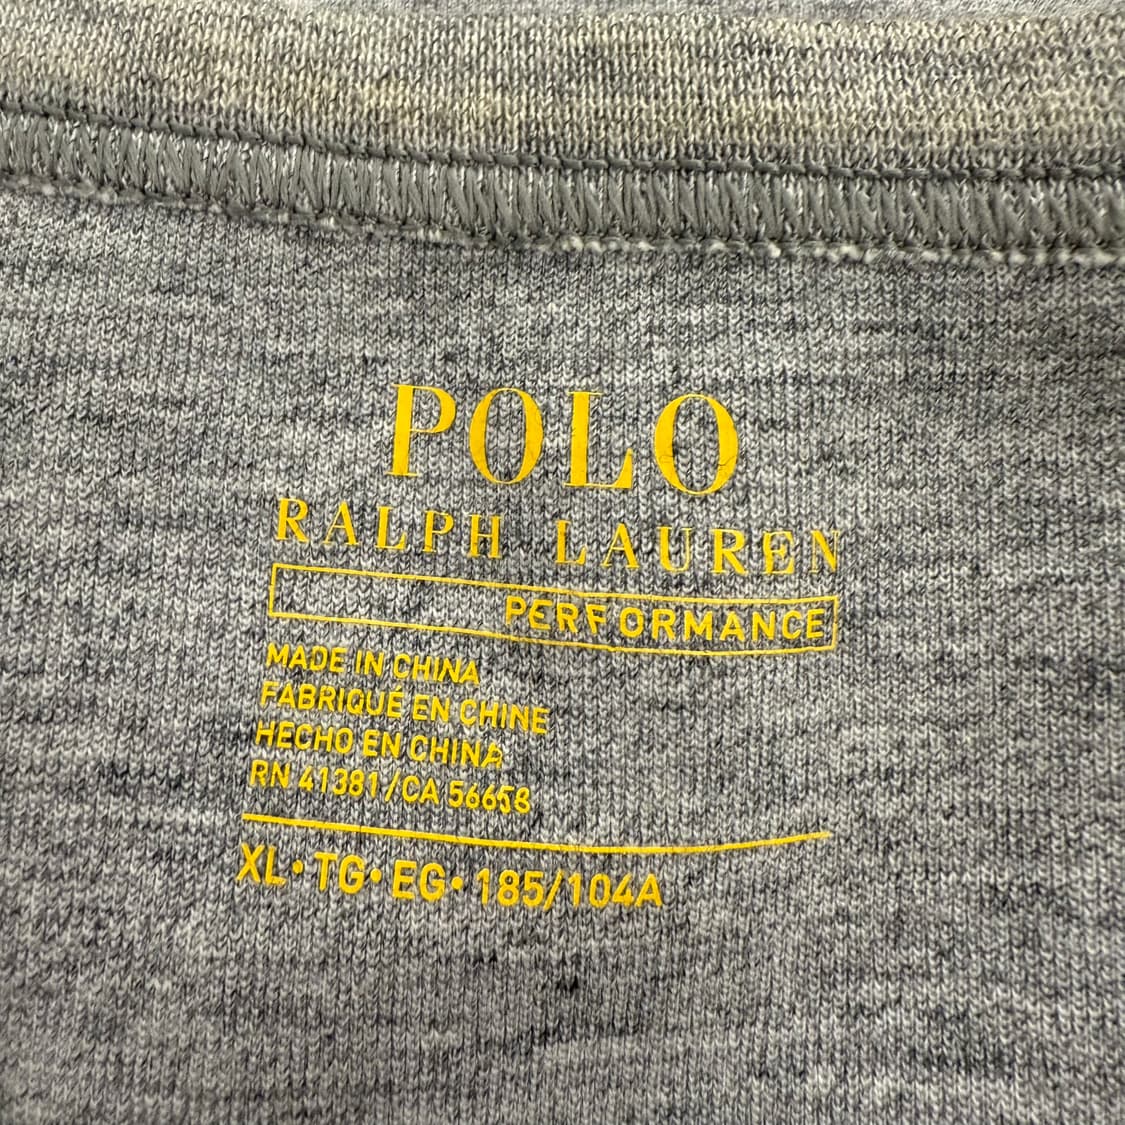 POLO
RALPH LAUREN
PERFORMANCE
MADE IN CHINA
FABRIQUÉ EN CHINE
HECHO EN CHINA
RN 41381/CA 56658
XL• TG• EG• 185/104A